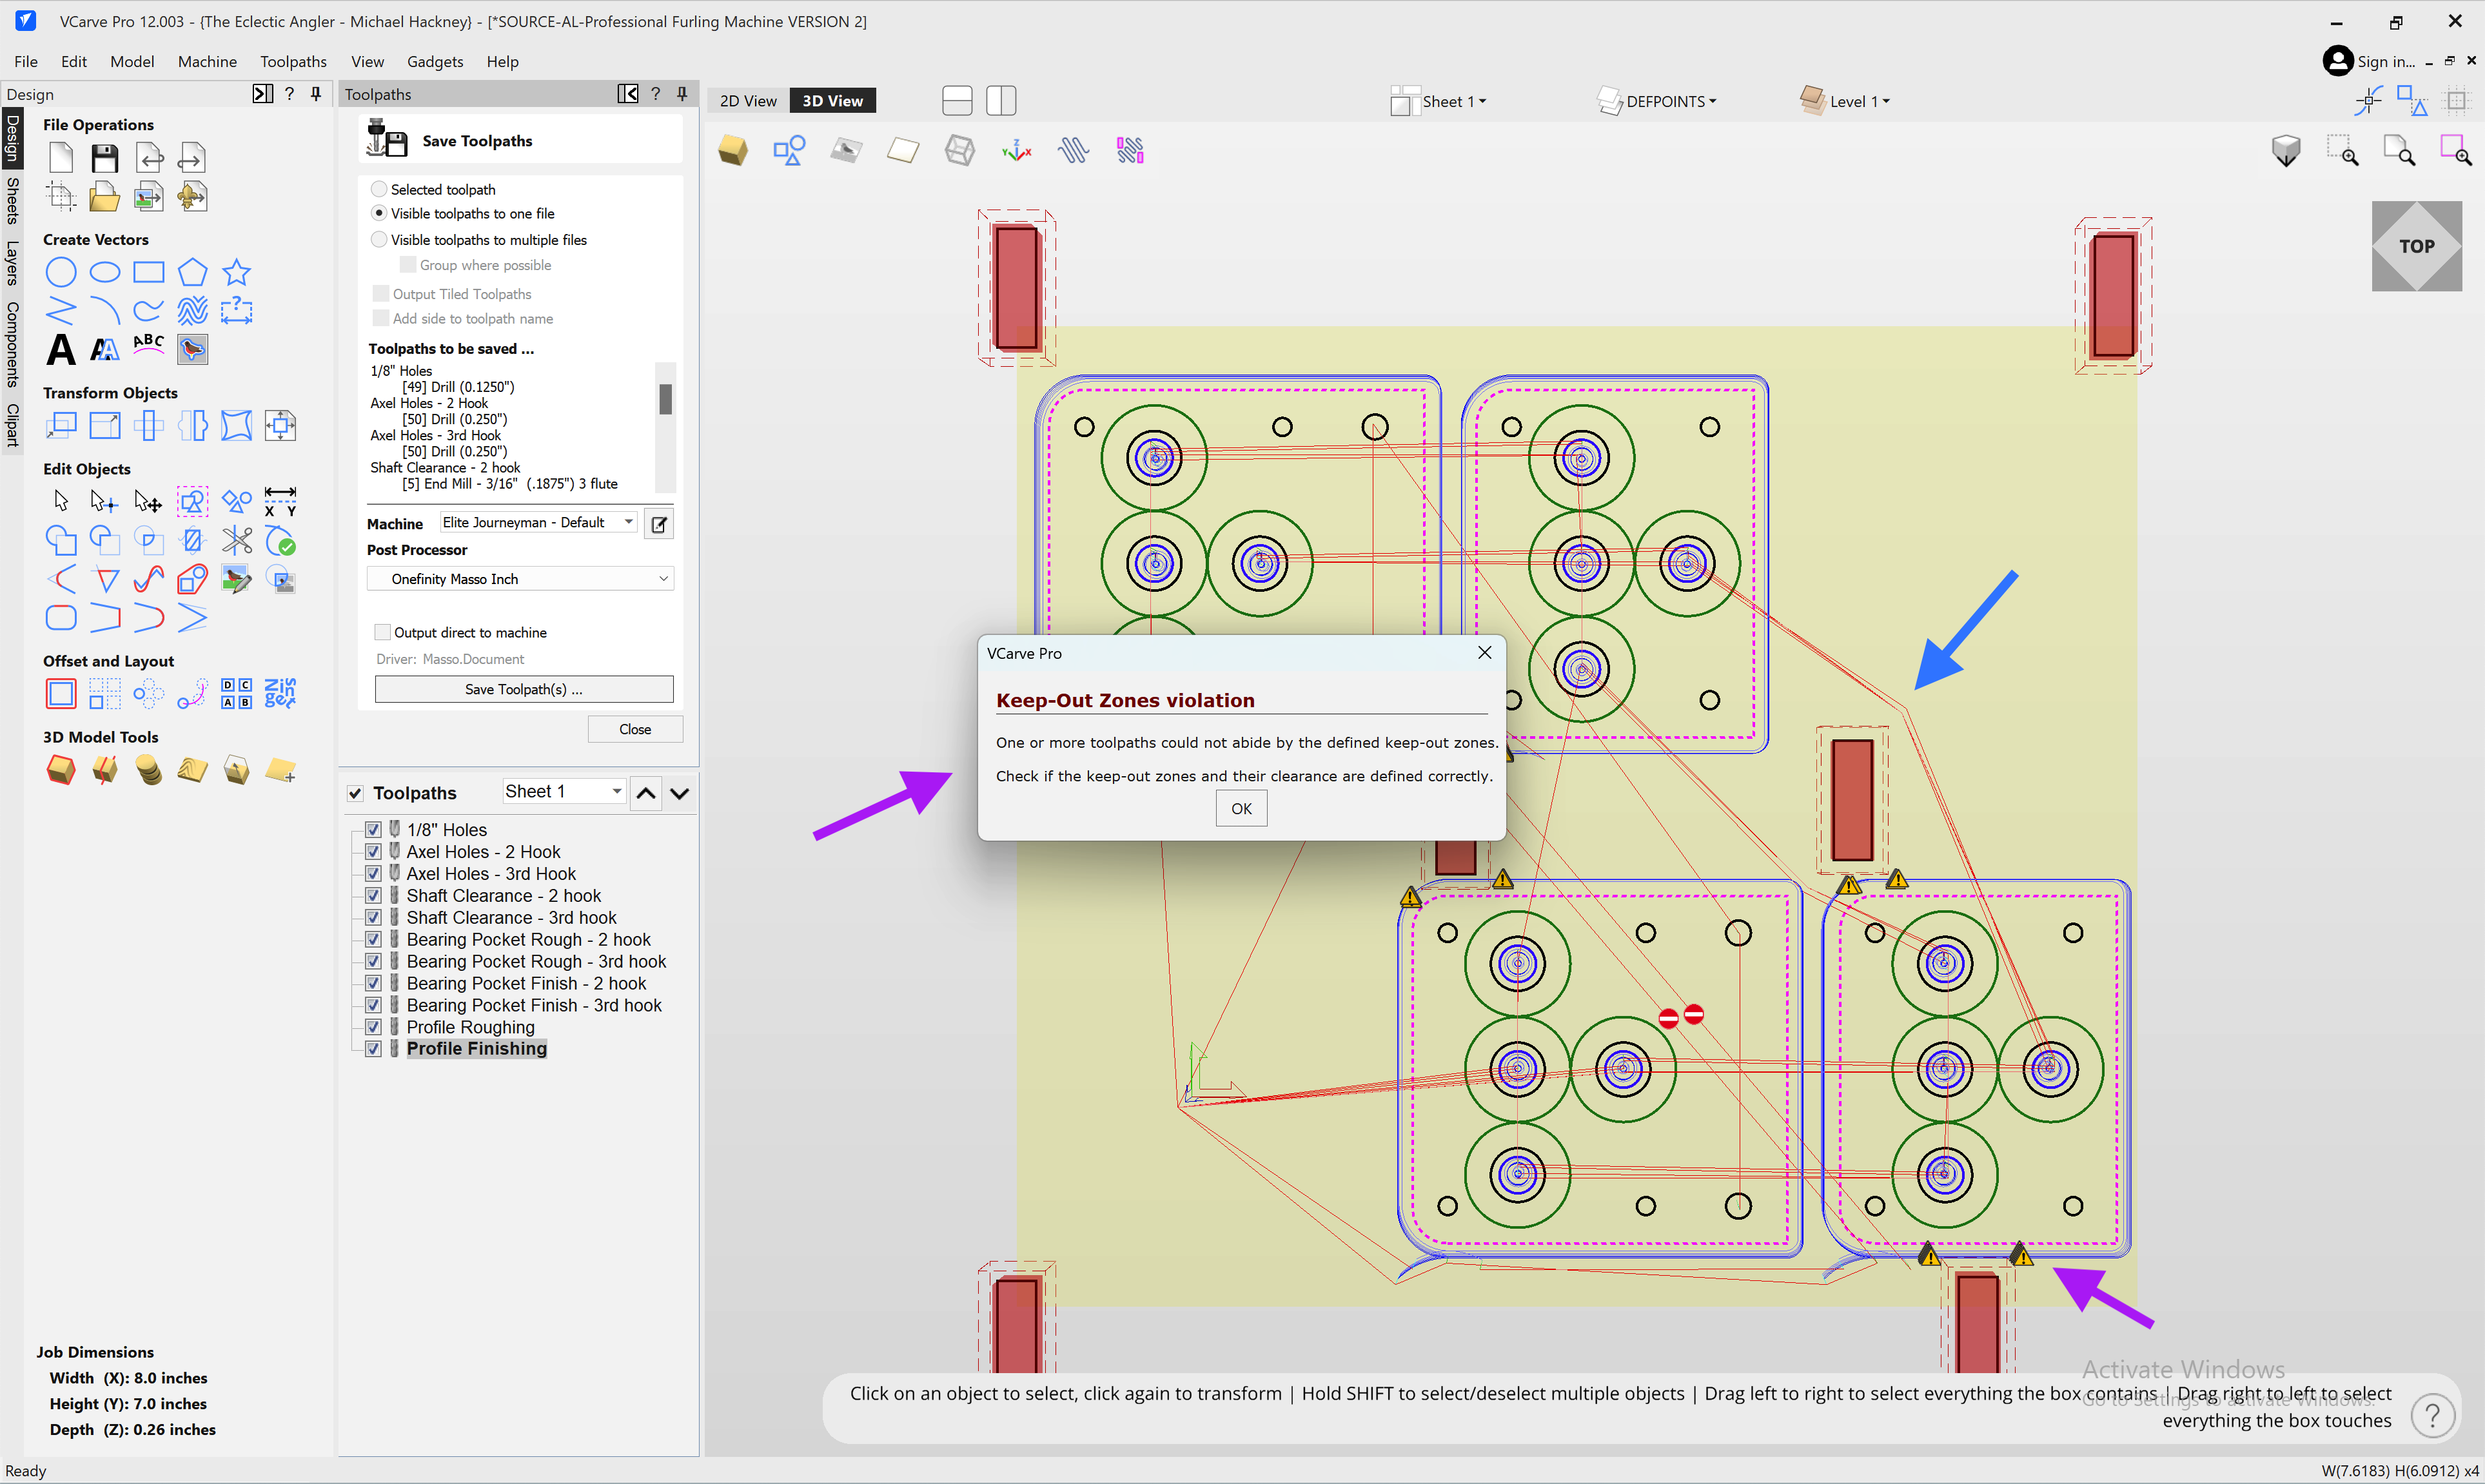 VCarve Pro 12.003 - {The Eclectic Angler - Michael Hackney} - [*SOURCE-AL-Professional Furling Machine VERSION 2]
File Edit Model Machine Toolpaths View Gadgets Help
Sign in...
Design
?
Toolpaths
?
2D View
3D View
Sheet 1
DEFPOINTS
Level 1
Design
Sheets
Layers
Components
Clipart
File Operations
Create Vectors
Transform Objects
Edit Objects
X Y
Offset and Layout
3D Model Tools
Job Dimensions
Width (X): 8.0 inches
Height (Y): 7.0 inches
Depth (Z): 0.26 inches
Save Toolpaths
Selected toolpath
Visible toolpaths to one file
Visible toolpaths to multiple files
Group where possible
Output Tiled Toolpaths
Add side to toolpath name
Toolpaths to be saved ...
1/8" Holes
[49] Drill (0.1250")
Axel Holes - 2 Hook
[50] Drill (0.250")
Axel Holes - 3rd Hook
[50] Drill (0.250")
Shaft Clearance - 2 hook
[5] End Mill - 3/16" (.1875") 3 flute
Machine
Elite Journeyman - Default
Post Processor
Onefinity Masso Inch
Output direct to machine
Driver: Masso.Document
Save Toolpath(s) ...
Close
Toolpaths
Sheet 1
1/8" Holes
Axel Holes - 2 Hook
Axel Holes - 3rd Hook
Shaft Clearance - 2 hook
Shaft Clearance - 3rd hook
Bearing Pocket Rough - 2 hook
Bearing Pocket Rough - 3rd hook
Bearing Pocket Finish - 2 hook
Bearing Pocket Finish - 3rd hook
Profile Roughing
Profile Finishing
TOP
VCarve Pro
Keep-Out Zones violation
One or more toolpaths could not abide by the defined keep-out zones.
Check if the keep-out zones and their clearance are defined correctly.
OK
Activate Windows
Go to Settings to activate Windows.
Click on an object to select, click again to transform | Hold SHIFT to select/deselect multiple objects | Drag left to right to select everything the box contains | Drag right to left to select
everything the box touches
?
Ready
W(7.6183) H(6.0912) x4